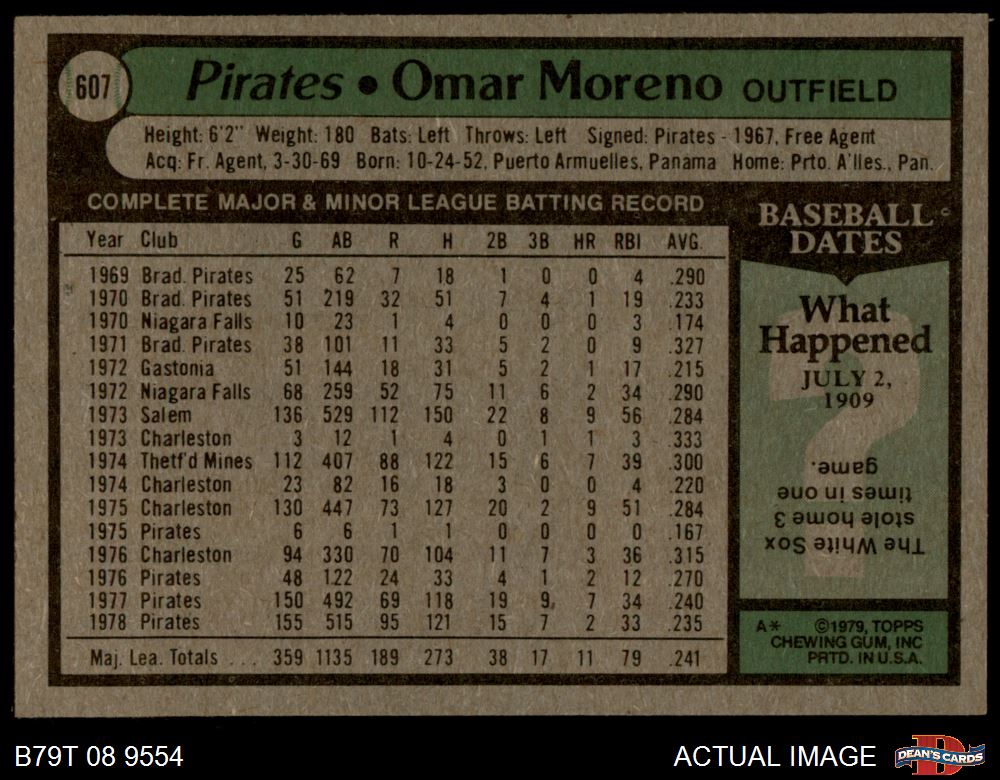 607
Pirates • Omar Moreno OUTFIELD
Height: 6'2" Weight: 180 Bats: Left Throws: Left Signed: Pirates - 1967, Free Agent
Acq: Fr. Agent, 3-30-69 Born: 10-24-52, Puerto Armuelles, Panama Home: Prto. A'lles., Pan.
COMPLETE MAJOR & MINOR LEAGUE BATTING RECORD
Year Club G AB R H 2B 3B HR RBI AVG.
1969 Brad. Pirates 25 62 7 18 1 0 0 4 .290
1970 Brad. Pirates 51 219 32 51 7 4 1 19 .233
1970 Niagara Falls 10 23 1 4 0 0 0 3 .174
1971 Brad. Pirates 38 101 11 33 5 2 0 9 .327
1972 Gastonia 51 144 18 31 5 2 1 17 .215
1972 Niagara Falls 68 259 52 75 11 6 2 34 .290
1973 Salem 136 529 112 150 22 8 9 56 .284
1973 Charleston 3 12 1 4 0 1 1 3 .333
1974 Thetf'd Mines 112 407 88 122 15 6 7 39 .300
1974 Charleston 23 82 16 18 3 0 0 4 .220
1975 Charleston 130 447 73 127 20 2 9 51 .284
1975 Pirates 6 6 1 1 0 0 0 0 .167
1976 Charleston 94 330 70 104 11 7 3 36 .315
1976 Pirates 48 122 24 33 4 1 2 12 .270
1977 Pirates 150 492 69 118 19 9 7 34 .240
1978 Pirates 155 515 95 121 15 7 2 33 .235
Maj. Lea. Totals . . . 359 1135 189 273 38 17 11 79 .241
BASEBALL
DATES
What
Happened
JULY 2,
1909
?
The White Sox
stole home 3
times in one
game.
A* ©1979, TOPPS
CHEWING GUM, INC
PRTD. IN U.S.A.
B79T 08 9554
ACTUAL IMAGE
D
DEAN'S CARDS